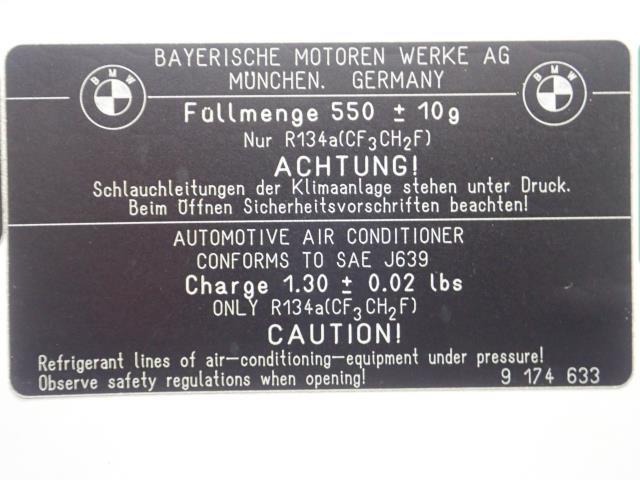 BAYERISCHE MOTOREN WERKE AG
MÜNCHEN. GERMANY
BMW BMW
Füllmenge 550 ± 10g
Nur R134a(CF₃CH₂F)
ACHTUNG!
Schlauchleitungen der Klimaanlage stehen unter Druck.
Beim Öffnen Sicherheitsvorschriften beachten!
AUTOMOTIVE AIR CONDITIONER
CONFORMS TO SAE J639
Charge 1.30 ± 0.02 lbs
ONLY R134a(CF₃CH₂F)
CAUTION!
Refrigerant lines of air-conditioning-equipment under pressure!
Observe safety regulations when opening! 9 174 633